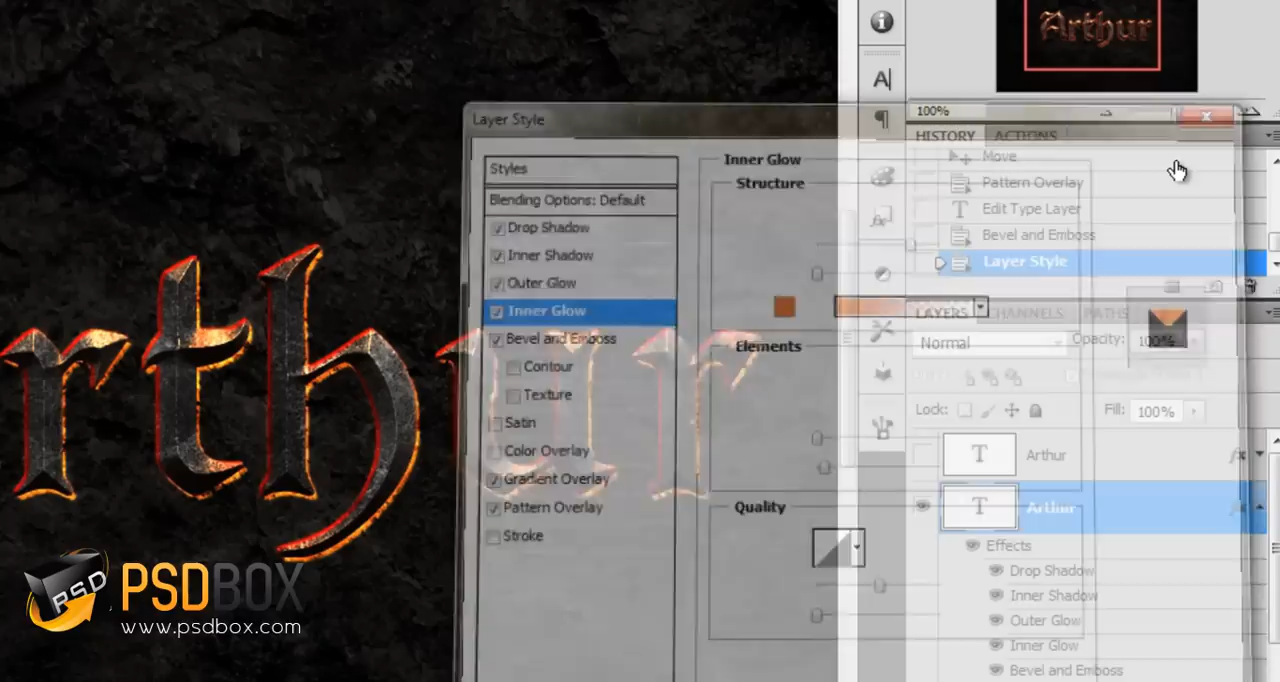 Arthur
100%
Layer Style
HISTORY
ACTIONS
Move
Pattern Overlay
Edit Type Layer
Bevel and Emboss
Layer Style
Styles
Blending Options: Default
Drop Shadow
Inner Shadow
Outer Glow
Inner Glow
Bevel and Emboss
Contour
Texture
Satin
Color Overlay
Gradient Overlay
Pattern Overlay
Stroke
Inner Glow
Structure
Elements
Quality
LAYERS
CHANNELS
PATHS
Normal
Opacity:
100%
Lock:
Fill:
100%
T
Arthur
T
Arthur
Effects
Drop Shadow
Inner Shadow
Outer Glow
Inner Glow
Bevel and Emboss
rthur
PSD
PSDBOX
www.psdbox.com